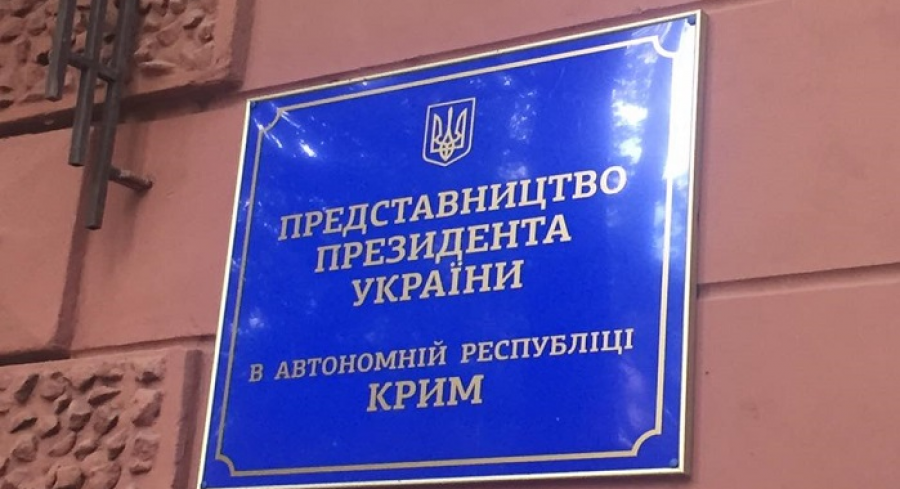 ПРЕДСТАВНИЦТВО
ПРЕЗИДЕНТА
УКРАЇНИ
В АВТОНОМНІЙ РЕСПУБЛІЦІ
КРИМ